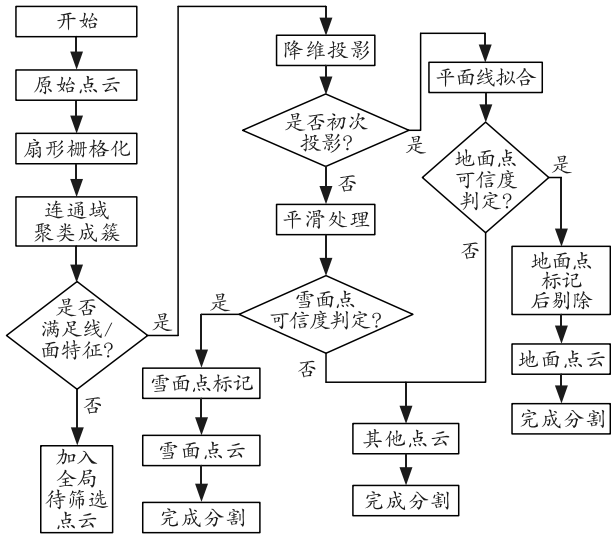 开始
原始点云
扇形栅格化
连通域
聚类成簇
是否
满足线/
面特征?
是
否
加入
全局
待筛选
点云
降维投影
是否初次
投影?
是
否
平滑处理
雪面点
可信度判定?
是
否
雪面点标记
雪面点云
完成分割
其他点云
完成分割
平面线拟合
地面点
可信度
判定?
是
否
地面点
标记
后剔除
地面点云
完成分割